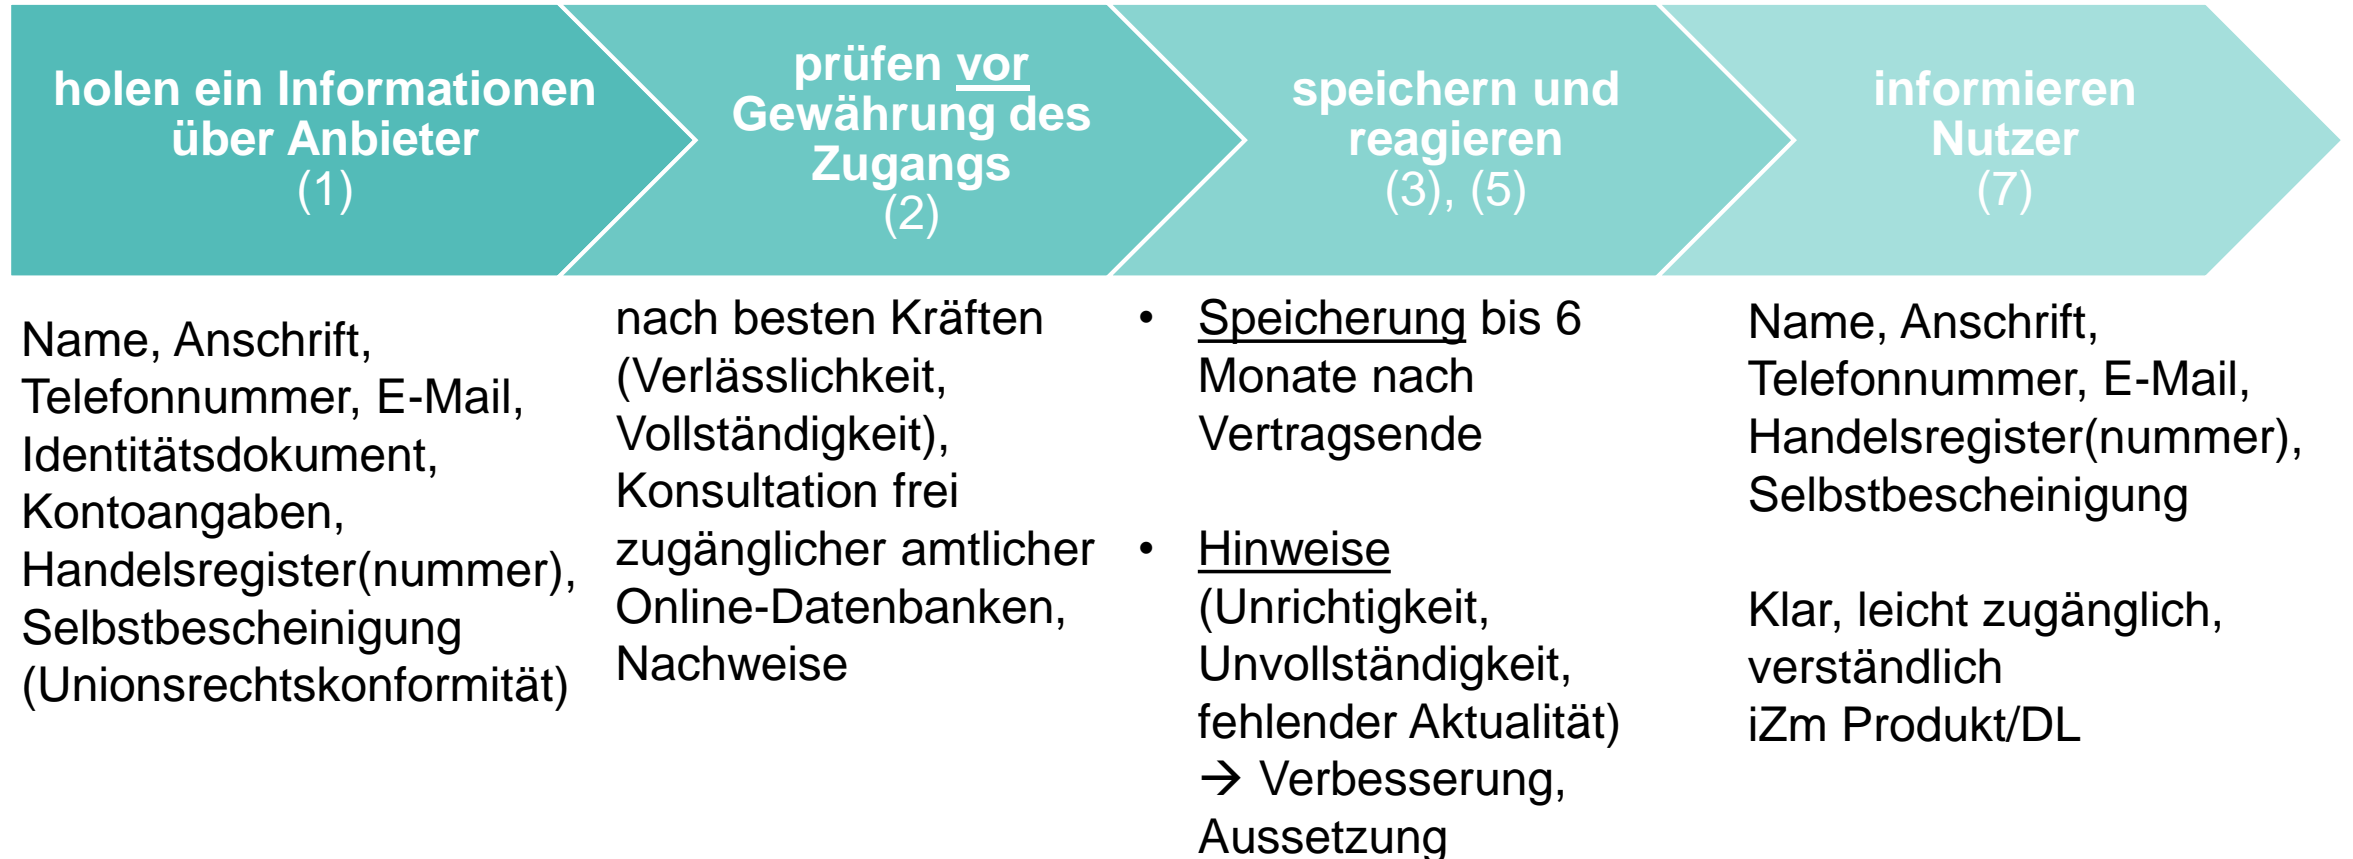 holen ein Informationen
über Anbieter
(1)
prüfen vor
Gewährung des
Zugangs
(2)
speichern und
reagieren
(3), (5)
informieren
Nutzer
(7)
Name, Anschrift,
Telefonnummer, E-Mail,
Identitätsdokument,
Kontoangaben,
Handelsregister(nummer),
Selbstbescheinigung
(Unionsrechtskonformität)
nach besten Kräften
(Verlässlichkeit,
Vollständigkeit),
Konsultation frei
zugänglicher amtlicher
Online-Datenbanken,
Nachweise
• Speicherung bis 6
Monate nach
Vertragsende
• Hinweise
(Unrichtigkeit,
Unvollständigkeit,
fehlender Aktualität)
→ Verbesserung,
Aussetzung
Name, Anschrift,
Telefonnummer, E-Mail,
Handelsregister(nummer),
Selbstbescheinigung
Klar, leicht zugänglich,
verständlich
iZm Produkt/DL